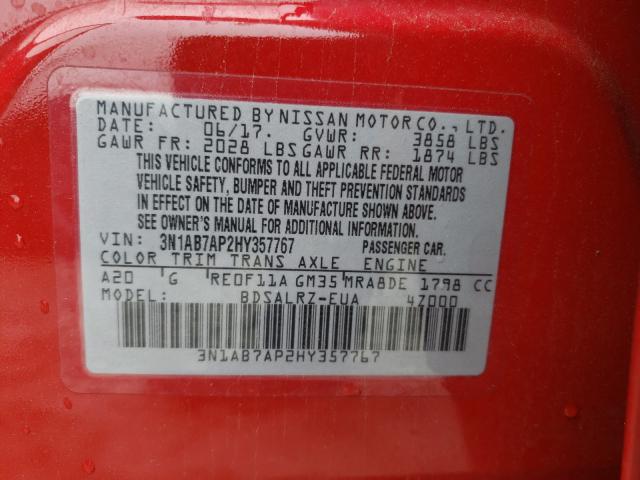 MANUFACTURED BY NISSAN MOTOR CO., LTD.
DATE: 06/17. GVWR: 3858 LBS
GAWR FR: 2028 LBS GAWR RR: 1874 LBS
THIS VEHICLE CONFORMS TO ALL APPLICABLE FEDERAL MOTOR
VEHICLE SAFETY, BUMPER AND THEFT PREVENTION STANDARDS
IN EFFECT ON THE DATE OF MANUFACTURE SHOWN ABOVE.
SEE OWNER'S MANUAL FOR ADDITIONAL INFORMATION.
VIN: 3N1AB7AP2HY357767 PASSENGER CAR.
COLOR TRIM TRANS AXLE ENGINE
A20 G RE0F11A GM35 MRA8DE 1798 CC
MODEL: BDSALRZ-EUA 47000
3N1AB7AP2HY357767